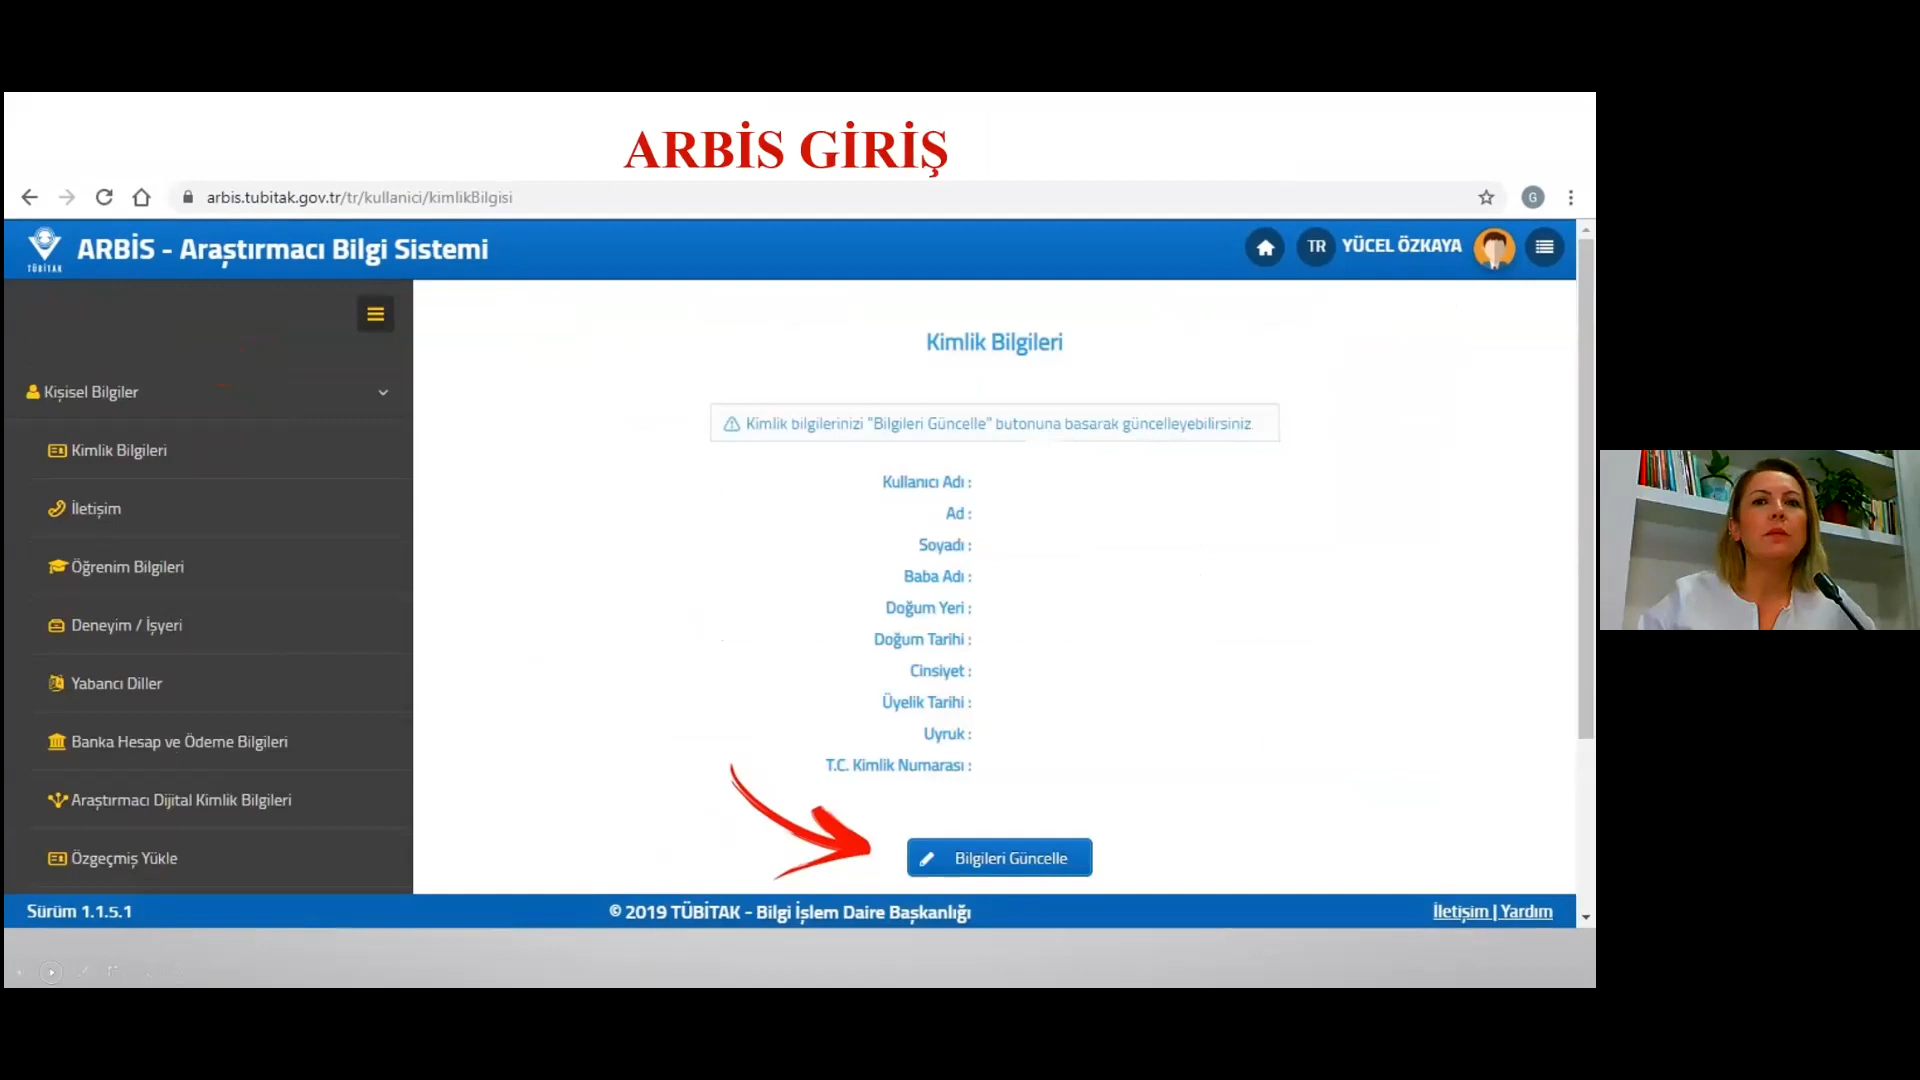 ARBİS GİRİŞ
arbis.tubitak.gov.tr/tr/kullanici/kimlikBilgisi
G
TÜBİTAK
ARBİS - Araştırmacı Bilgi Sistemi
TR
YÜCEL ÖZKAYA
Kişisel Bilgiler
Kimlik Bilgileri
İletişim
Öğrenim Bilgileri
Deneyim / İşyeri
Yabancı Diller
Banka Hesap ve Ödeme Bilgileri
Araştırmacı Dijital Kimlik Bilgileri
Özgeçmiş Yükle
Kimlik Bilgileri
Kimlik bilgilerinizi "Bilgileri Güncelle" butonuna basarak güncelleyebilirsiniz
Kullanıcı Adı :
Ad :
Soyadı :
Baba Adı :
Doğum Yeri :
Doğum Tarihi :
Cinsiyet :
Üyelik Tarihi :
Uyruk :
T.C. Kimlik Numarası :
Bilgileri Güncelle
Sürüm 1.1.5.1
© 2019 TÜBİTAK - Bilgi İşlem Daire Başkanlığı
İletişim | Yardım